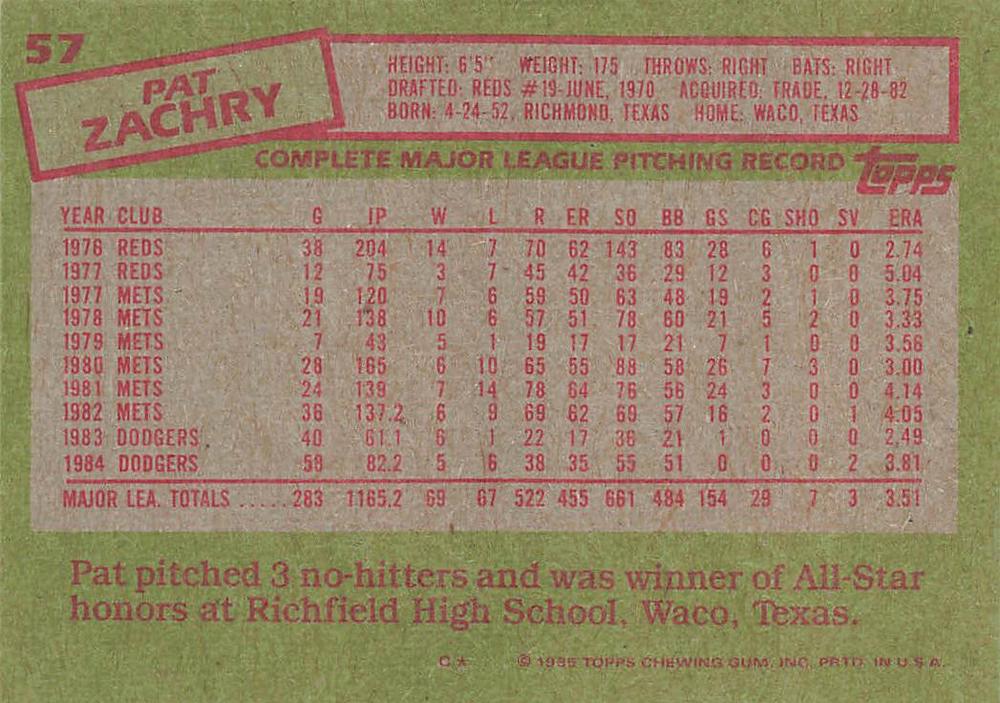 57
PAT
ZACHRY
HEIGHT: 6'5" WEIGHT: 175 THROWS: RIGHT BATS: RIGHT
DRAFTED: REDS #19-JUNE, 1970 ACQUIRED: TRADE, 12-28-82
BORN: 4-24-52, RICHMOND, TEXAS HOME: WACO, TEXAS
COMPLETE MAJOR LEAGUE PITCHING RECORD topps
YEAR CLUB G IP W L R ER SO BB GS CG SHO SV ERA
1976 REDS 38 204 14 7 70 62 143 83 28 6 1 0 2.74
1977 REDS 12 75 3 7 45 42 36 29 12 3 0 0 5.04
1977 METS 19 120 7 6 59 50 63 48 19 2 1 0 3.75
1978 METS 21 138 10 6 57 51 78 60 21 5 2 0 3.33
1979 METS 7 43 5 1 19 17 17 21 7 1 0 0 3.56
1980 METS 28 165 6 10 65 55 88 58 26 7 3 0 3.00
1981 METS 24 139 7 14 78 64 76 56 24 3 0 0 4.14
1982 METS 36 137.2 6 9 69 62 69 57 16 2 0 1 4.05
1983 DODGERS 40 61.1 6 1 22 17 36 21 1 0 0 0 2.49
1984 DODGERS 58 82.2 5 6 38 35 55 51 0 0 0 2 3.81
MAJOR LEA. TOTALS ..... 283 1165.2 69 67 522 455 661 484 154 29 7 3 3.51
Pat pitched 3 no-hitters and was winner of All-Star
honors at Richfield High School, Waco, Texas.
C★ © 1985 TOPPS CHEWING GUM, INC. PRTD. IN U.S.A.